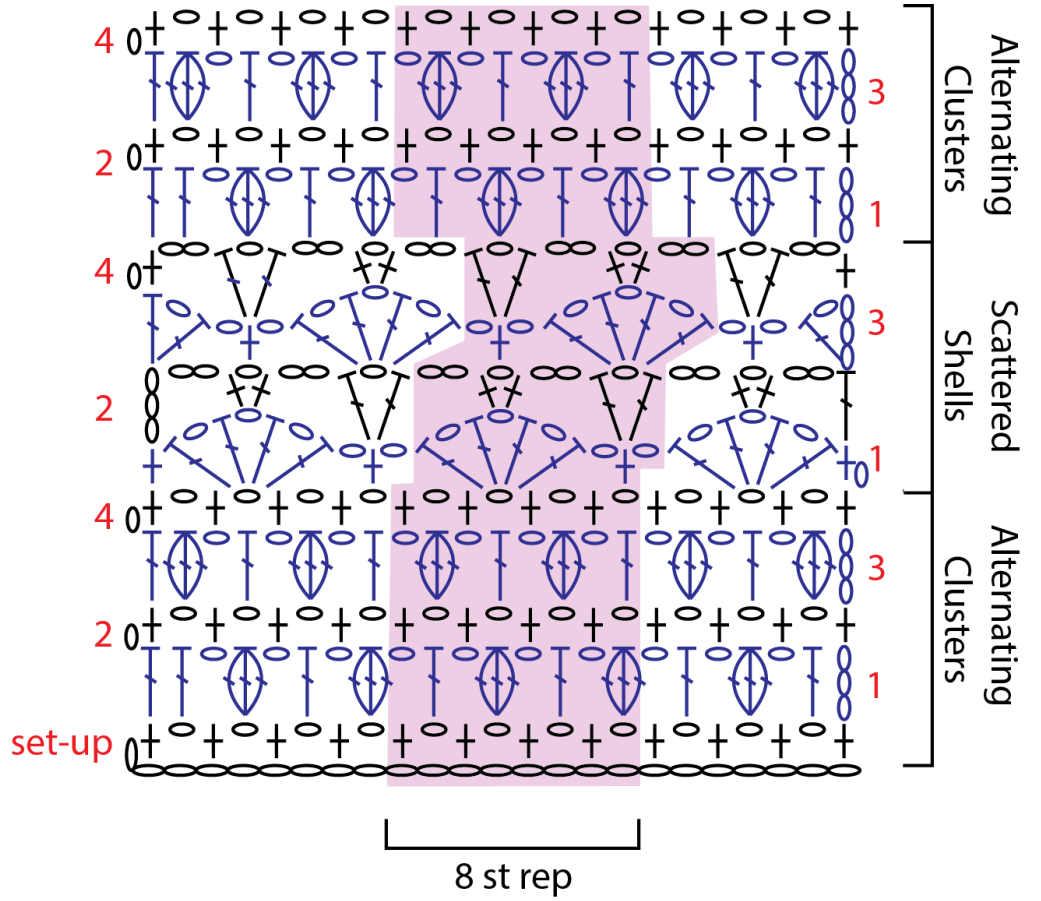 4
3
2
1
Alternating
Clusters
4
3
2
1
Scattered
Shells
4
3
2
1
set-up
Alternating
Clusters
8 st rep